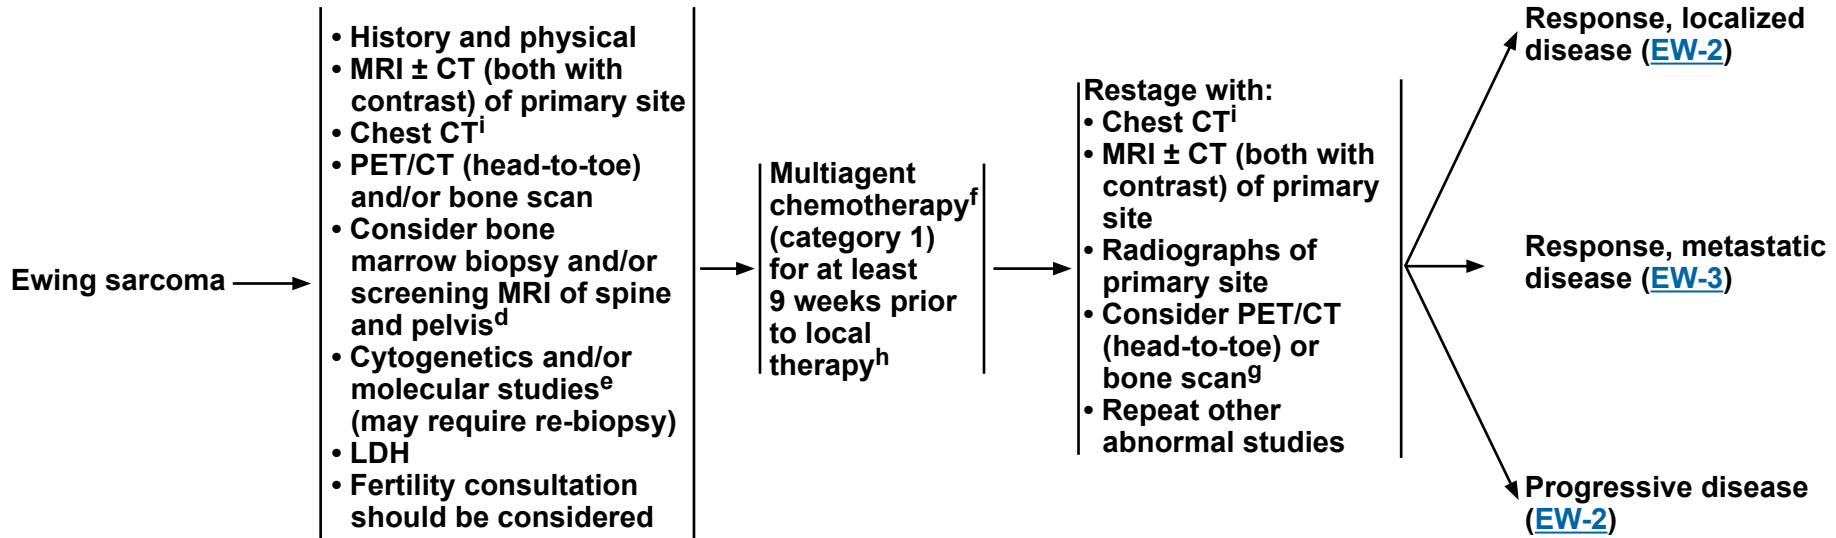 Ewing sarcoma
• History and physical
• MRI ± CT (both with
contrast) of primary site
• Chest CTⁱ
• PET/CT (head-to-toe)
and/or bone scan
• Consider bone
marrow biopsy and/or
screening MRI of spine
and pelvisᵈ
• Cytogenetics and/or
molecular studiesᵉ
(may require re-biopsy)
• LDH
• Fertility consultation
should be considered
Multiagent
chemotherapyᶠ
(category 1)
for at least
9 weeks prior
to local
therapyʰ
Restage with:
• Chest CTⁱ
• MRI ± CT (both with
contrast) of primary
site
• Radiographs of
primary site
• Consider PET/CT
(head-to-toe) or
bone scanᵍ
• Repeat other
abnormal studies
Response, localized
disease (EW-2)
Response, metastatic
disease (EW-3)
Progressive disease
(EW-2)